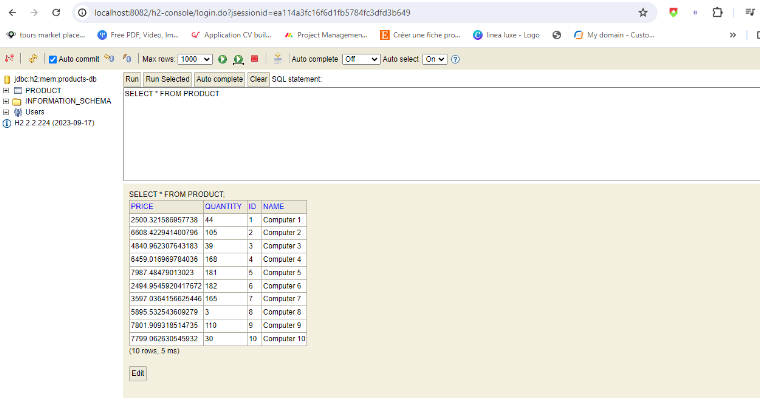 localhost:8082/h2-console/login.do?jsessionid=ea114a3fc16f6d1fb5784fc3dfd3b649
tours market place... Free PDF, Video, Im... Application CV buil... Project Managemen... Créer une fiche pro... linea luxe - Logo My domain - Custo... »
Auto commit Max rows: 1000 Auto complete Off Auto select On
jdbc:h2:mem:products-db
PRODUCT
INFORMATION_SCHEMA
Users
H2 2.2.224 (2023-09-17)
Run Run Selected Auto complete Clear SQL statement:
SELECT * FROM PRODUCT
SELECT * FROM PRODUCT;
PRICE QUANTITY ID NAME
2500.321586957738 44 1 Computer 1
6608.422941400796 105 2 Computer 2
4840.962307643183 39 3 Computer 3
6459.016969784036 168 4 Computer 4
7987.48479013023 181 5 Computer 5
2494.9545920417672 182 6 Computer 6
3597.0364156625446 165 7 Computer 7
5895.532543609279 3 8 Computer 8
7801.909318514735 110 9 Computer 9
7799.062630545932 30 10 Computer 10
(10 rows, 5 ms)
Edit